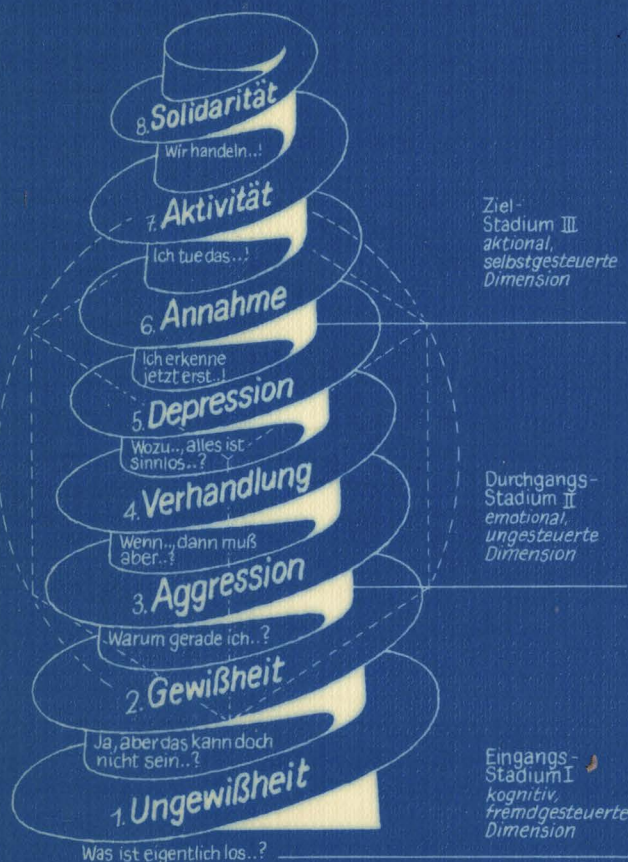 8. Solidarität
Wir handeln..!
7. Aktivität
Ich tue das..!
6. Annahme
Ich erkenne
jetzt erst..!
5. Depression
Wozu.., alles ist
sinnlos..?
4. Verhandlung
Wenn.., dann muß
aber..?
3. Aggression
Warum gerade ich..?
2. Gewißheit
Ja, aber das kann doch
nicht sein..?
1. Ungewißheit
Was ist eigentlich los..?
Ziel-
Stadium III
aktional,
selbstgesteuerte
Dimension
Durchgangs-
Stadium II
emotional,
ungesteuerte
Dimension
Eingangs-
Stadium I
kognitiv,
fremdgesteuerte
Dimension